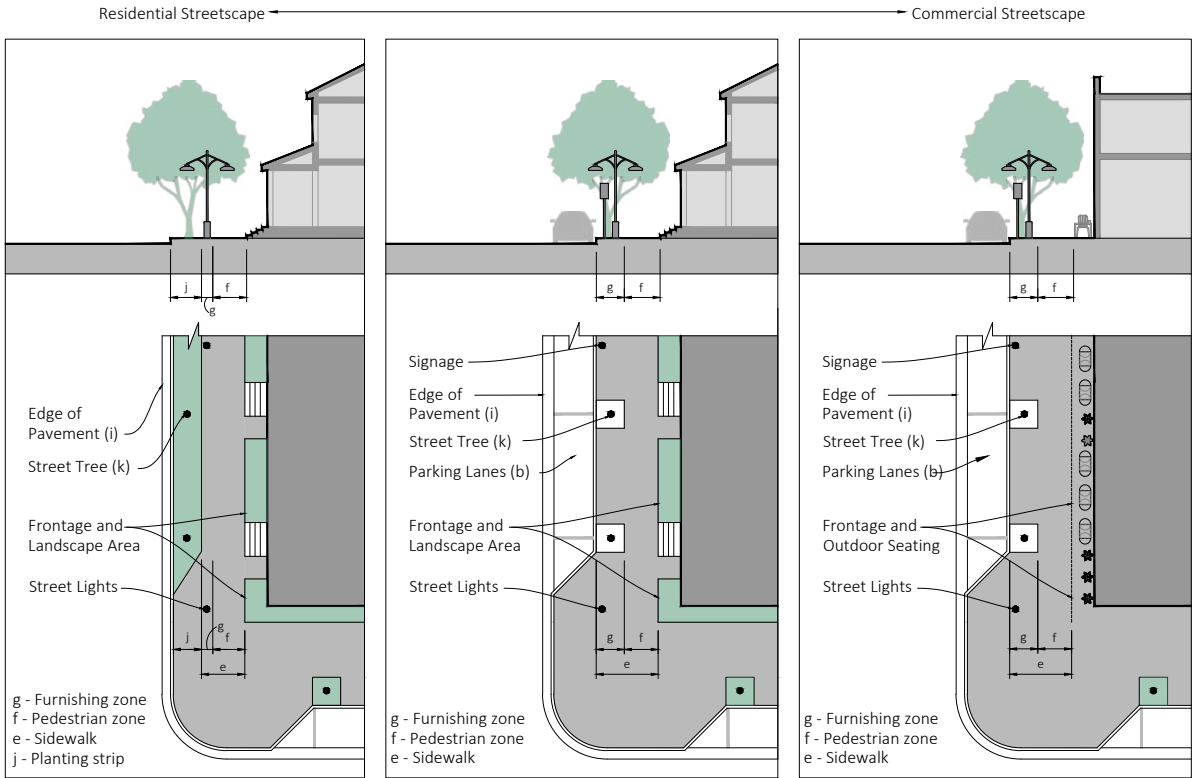 Residential Streetscape
Commercial Streetscape
j
f
g
Edge of
Pavement (i)
Street Tree (k)
Frontage and
Landscape Area
Street Lights
g
j
f
e
g - Furnishing zone
f - Pedestrian zone
e - Sidewalk
j - Planting strip
g
f
Signage
Edge of
Pavement (i)
Street Tree (k)
Parking Lanes (b)
Frontage and
Landscape Area
Street Lights
g
f
e
g - Furnishing zone
f - Pedestrian zone
e - Sidewalk
g
f
Signage
Edge of
Pavement (i)
Street Tree (k)
Parking Lanes (b)
Frontage and
Outdoor Seating
Street Lights
g
f
e
g - Furnishing zone
f - Pedestrian zone
e - Sidewalk